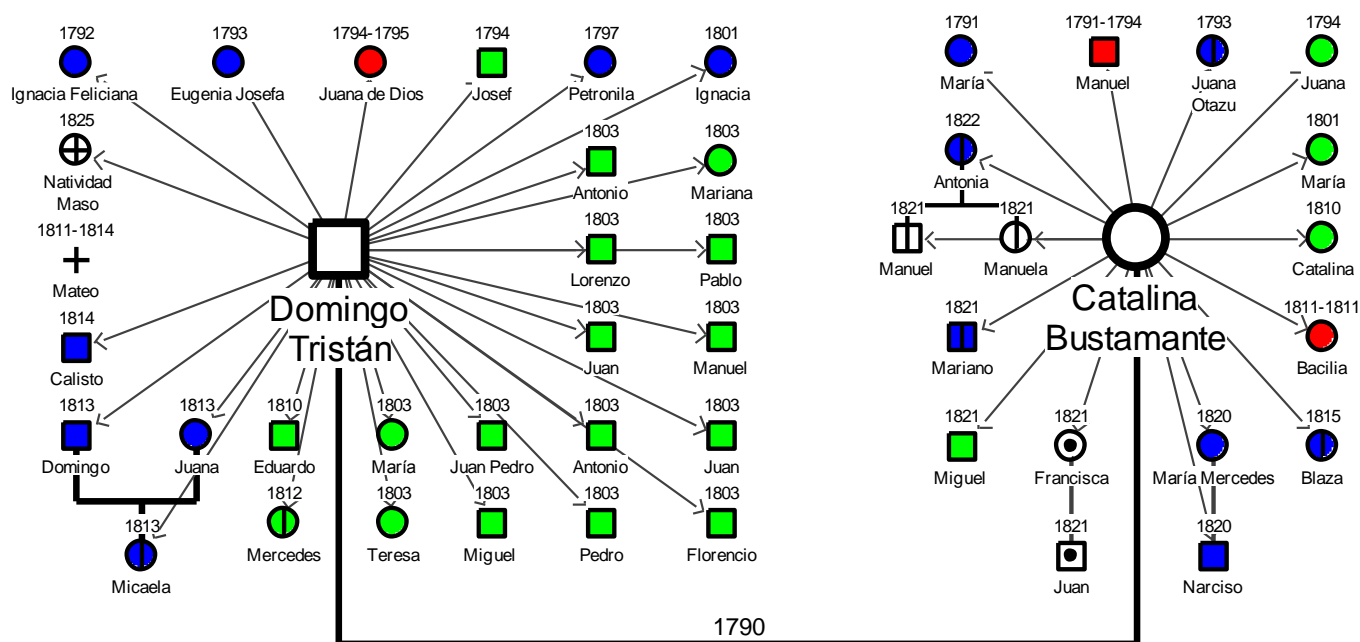 1792
Ignacia Feliciana
1793
Eugenia Josefa
1794-1795
Juana de Dios
1794
Josef
1797
Petronila
1801
Ignacia
1825
Natividad
Maso
1803
Antonio
1803
Mariana
1811-1814
Mateo
1803
Lorenzo
1803
Pablo
Domingo
Tristán
1814
Calisto
1803
Juan
1803
Manuel
1813
Domingo
1813
Juana
1810
Eduardo
1803
María
1803
Juan Pedro
1803
Antonio
1803
Juan
1813
Micaela
1812
Mercedes
1803
Teresa
1803
Miguel
1803
Pedro
1803
Florencio
1791
María
1791-1794
Manuel
1793
Juana
Otazu
1794
Juana
1822
Antonia
1801
María
1821
Manuel
1821
Manuela
1810
Catalina
Catalina
Bustamante
1821
Mariano
1811-1811
Bacilia
1821
Miguel
1821
Francisca
1820
María Mercedes
1815
Blaza
1821
Juan
1820
Narciso
1790